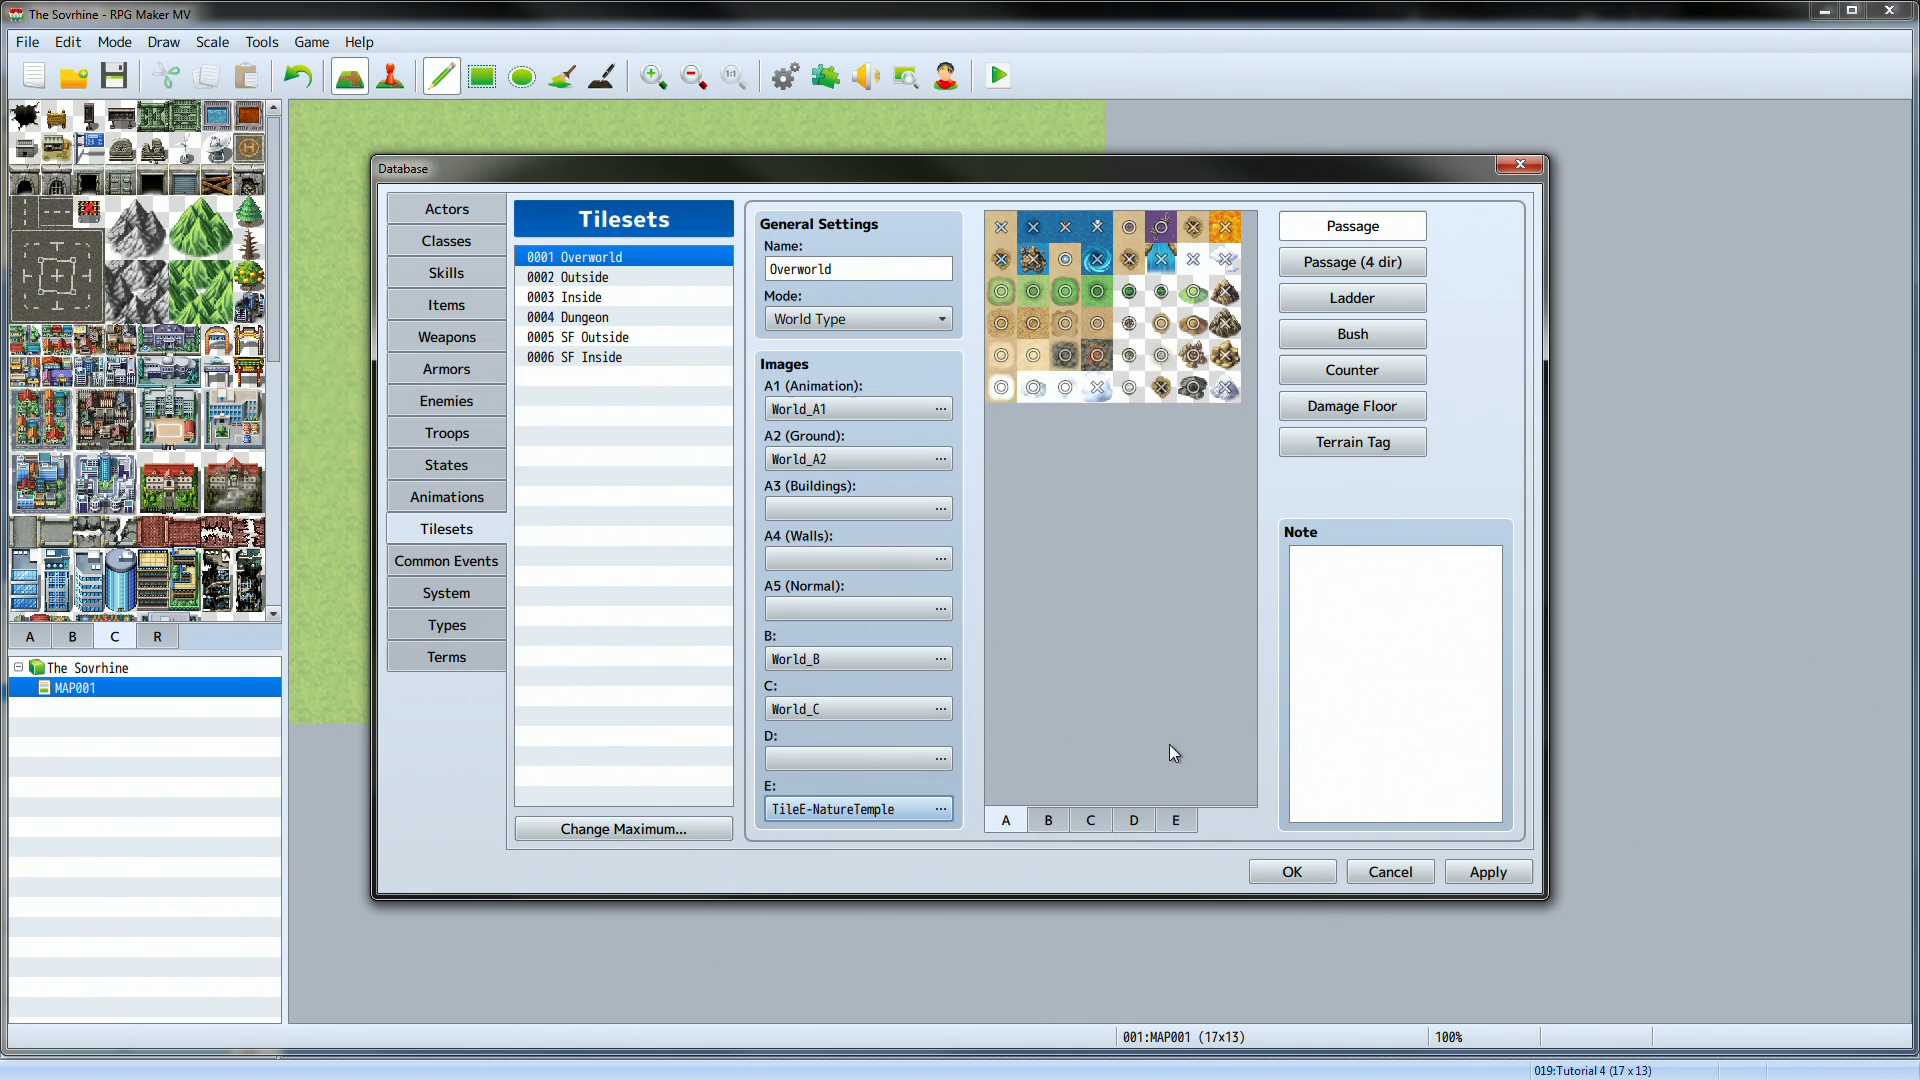 The Sovrhine - RPG Maker MV
File Edit Mode Draw Scale Tools Game Help
1:1
A B C R
The Sovrhine
MAP001
Database
Actors
Classes
Skills
Items
Weapons
Armors
Enemies
Troops
States
Animations
Tilesets
Common Events
System
Types
Terms
Tilesets
0001 Overworld
0002 Outside
0003 Inside
0004 Dungeon
0005 SF Outside
0006 SF Inside
Change Maximum...
General Settings
Name:
Overworld
Mode:
World Type
Images
A1 (Animation):
World_A1 ...
A2 (Ground):
World_A2 ...
A3 (Buildings):
...
A4 (Walls):
...
A5 (Normal):
...
B:
World_B ...
C:
World_C ...
D:
...
E:
TileE-NatureTemple ...
A B C D E
Passage
Passage (4 dir)
Ladder
Bush
Counter
Damage Floor
Terrain Tag
Note
OK Cancel Apply
001:MAP001 (17x13) 100%
019:Tutorial 4 (17 x 13)